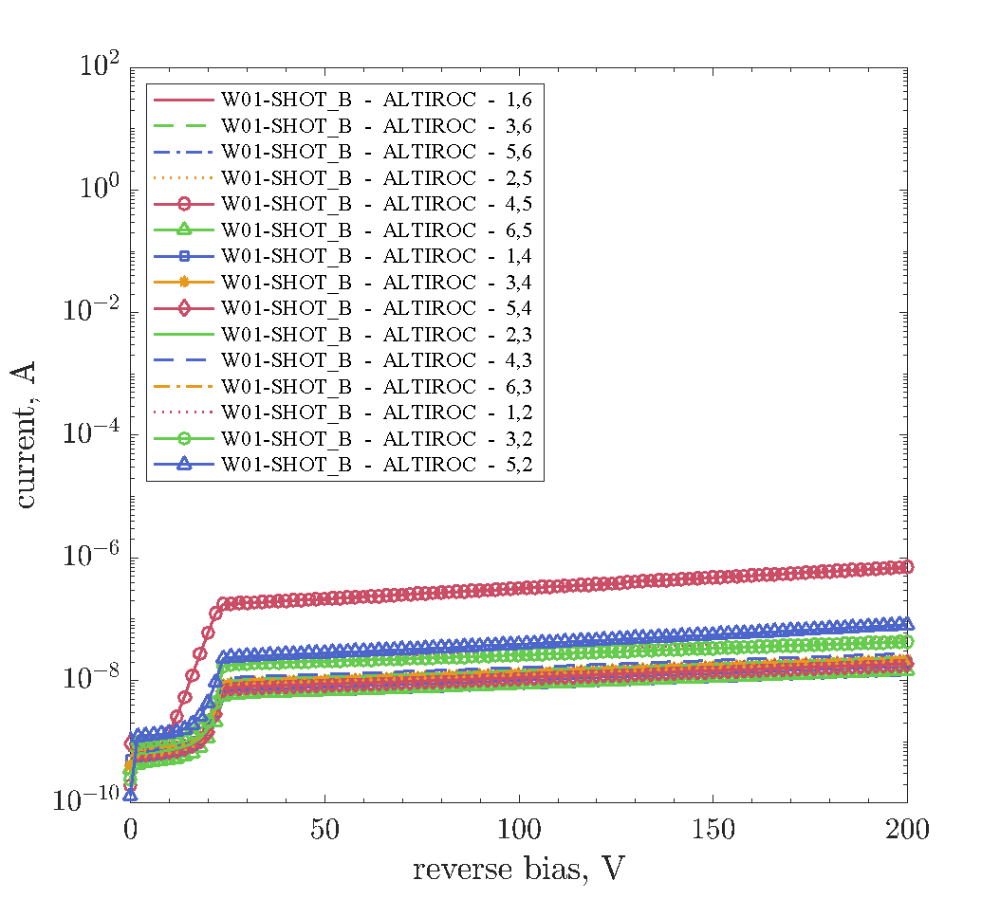 10^2
10^0
10^−2
10^−4
10^−6
10^−8
10^−10
current, A
W01-SHOT_B - ALTIROC - 1,6
W01-SHOT_B - ALTIROC - 3,6
W01-SHOT_B - ALTIROC - 5,6
W01-SHOT_B - ALTIROC - 2,5
W01-SHOT_B - ALTIROC - 4,5
W01-SHOT_B - ALTIROC - 6,5
W01-SHOT_B - ALTIROC - 1,4
W01-SHOT_B - ALTIROC - 3,4
W01-SHOT_B - ALTIROC - 5,4
W01-SHOT_B - ALTIROC - 2,3
W01-SHOT_B - ALTIROC - 4,3
W01-SHOT_B - ALTIROC - 6,3
W01-SHOT_B - ALTIROC - 1,2
W01-SHOT_B - ALTIROC - 3,2
W01-SHOT_B - ALTIROC - 5,2
0 50 100 150 200
reverse bias, V